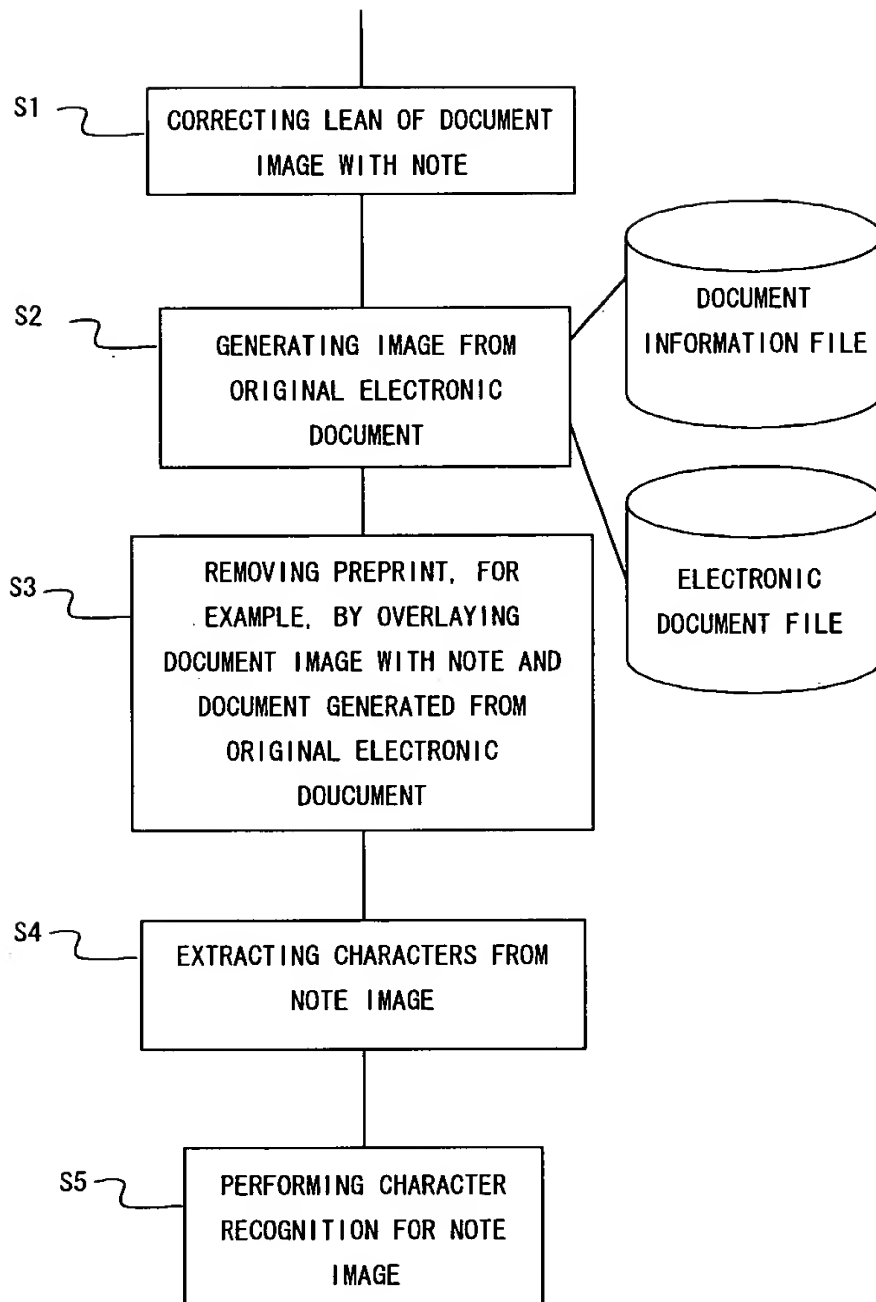 S1
CORRECTING LEAN OF DOCUMENT
IMAGE WITH NOTE
S2
GENERATING IMAGE FROM
ORIGINAL ELECTRONIC
DOCUMENT
DOCUMENT
INFORMATION FILE
ELECTRONIC
DOCUMENT FILE
S3
REMOVING PREPRINT, FOR
EXAMPLE, BY OVERLAYING
DOCUMENT IMAGE WITH NOTE AND
DOCUMENT GENERATED FROM
ORIGINAL ELECTRONIC
DOUCUMENT
S4
EXTRACTING CHARACTERS FROM
NOTE IMAGE
S5
PERFORMING CHARACTER
RECOGNITION FOR NOTE
IMAGE